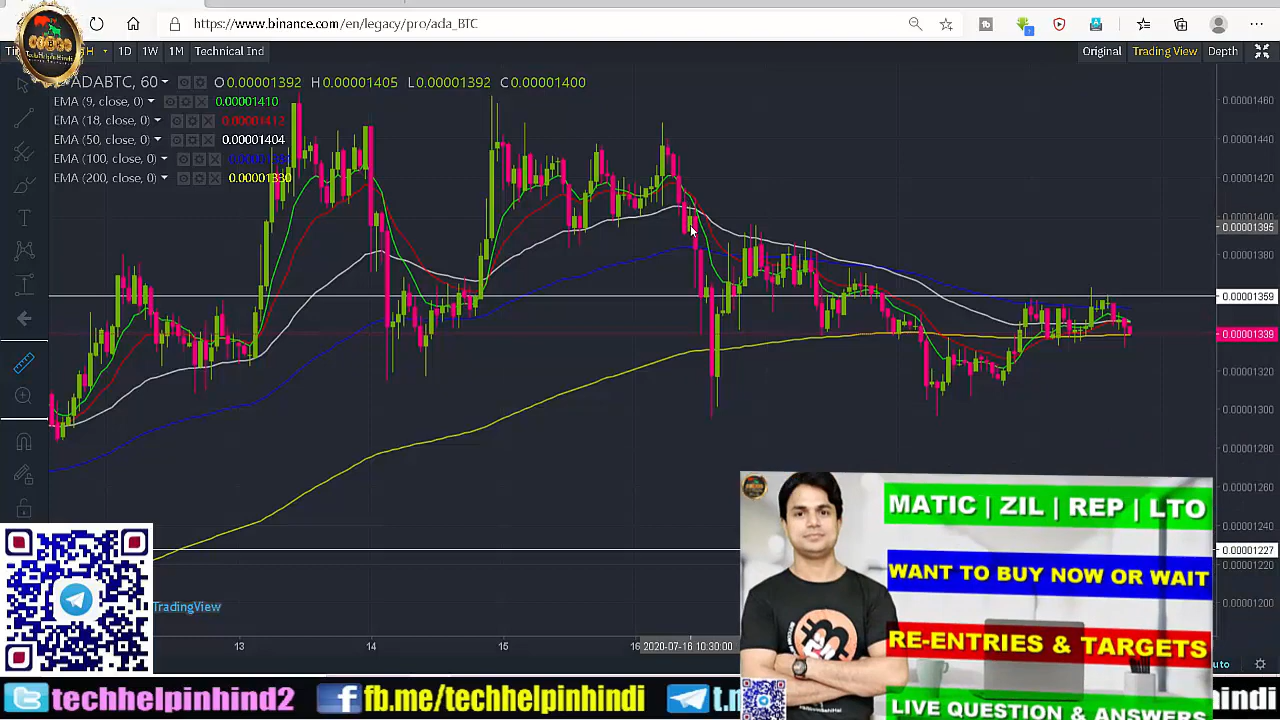 https://www.binance.com/en/legacy/pro/ada_BTC
1D 1W 1M Technical Ind
Original Trading View Depth
ADABTC, 60 O 0.00001392 H 0.00001405 L 0.00001392 C 0.00001400
EMA (9, close, 0) 0.00001410
EMA (18, close, 0) 0.00001412
EMA (50, close, 0) 0.00001404
EMA (100, close, 0)
EMA (200, close, 0) 0.00001330
0.00001460
0.00001440
0.00001420
0.00001400
0.00001395
0.00001380
0.00001359
0.00001339
0.00001320
0.00001300
0.00001280
0.00001260
0.00001240
0.00001227
0.00001220
0.00001200
TradingView
13 14 15 16 2020-07-16 10:30:00
MATIC | ZIL | REP | LTO
WANT TO BUY NOW OR WAIT
RE-ENTRIES & TARGETS
LIVE QUESTION & ANSWERS
techhelpinhind2 fb.me/techhelpinhindi